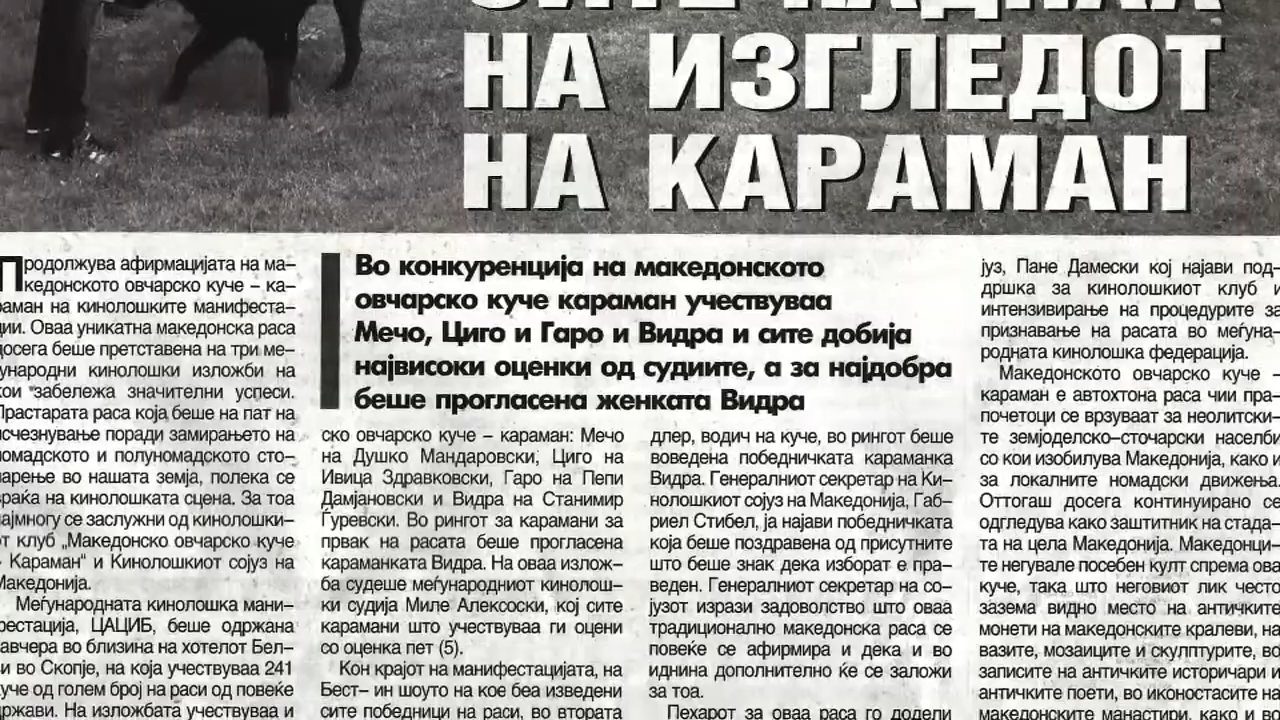 НА ИЗГЛЕДОТ
НА КАРАМАН
Продолжува афирмацијата на ма–
кедонското овчарско куче – ка–
раман на кинолошките манифеста–
ции. Оваа уникатна македонска раса
досега беше претставена на три ме–
ѓународни кинолошки изложби на
кои забележа значителни успеси.
Прастарата раса која беше на пат на
исчезнување поради замирањето на
номадското и полуномадското сто–
чарење во нашата земја, полека се
враќа на кинолошката сцена. За тоа
најмногу се заслужни од кинолошки–
от клуб „Македонско овчарско куче
– Караман“ и Кинолошкиот сојуз на
Македонија.
Меѓународната кинолошка мани–
фестација, ЦАЦИБ, беше одржана
завчера во близина на хотелот Бел–
ви во Скопје, на која учествуваа 241
куче од голем број на раси од повеќе
држави. На изложбата учествуваа и
Во конкуренција на македонското
овчарско куче караман учествуваа
Мечо, Циго и Гаро и Видра и сите добија
највисоки оценки од судиите, а за најдобра
беше прогласена женката Видра
ско овчарско куче – караман: Мечо
на Душко Мандаровски, Циго на
Ивица Здравковски, Гаро на Пепи
Дамјановски и Видра на Станимир
Ѓуревски. Во рингот за карамани за
првак на расата беше прогласена
караманката Видра. На оваа излож–
ба судеше меѓународниот кинолош–
ки судија Миле Алексоски, кој сите
карамани што учествуваа ги оцени
со оценка пет (5).
Кон крајот на манифестацијата, на
Бест– ин шоуто на кое беа изведени
сите победници на раси, во втората
длер, водич на куче, во рингот беше
воведена победничката караманка
Видра. Генералниот секретар на Ки–
нолошкиот сојуз на Македонија, Габ–
риел Стибел, ја најави победничката
која беше поздравена од присутните
што беше знак дека изборот е пра–
веден. Генералниот секретар на со–
јузот изрази задоволство што оваа
традиционално македонска раса се
повеќе се афирмира и дека и во
иднина дополнително ќе се заложи
за тоа.
Пехарот за оваа раса го додели
јуз, Пане Дамески кој најави под–
дршка за кинолошкиот клуб и
интензивирање на процедурите за
признавање на расата во меѓуна–
родната кинолошка федерација.
Македонското овчарско куче –
караман е автохтона раса чии пра–
почетоци се врзуваат за неолитски–
те земјоделско–сточарски населби
со кои изобилува Македонија, како и
за локалните номадски движења.
Оттогаш досега континуирано се
одгледува како заштитник на стада–
та на цела Македонија. Македонци–
те негувале посебен култ спрема ова
куче, така што неговиот лик често
зазема видно место на античките
монети на македонските кралеви, на
вазите, мозаиците и скулптурите, во
записите на античките историчари и
античките поети, во иконостасите на
македонските манастири, како и во